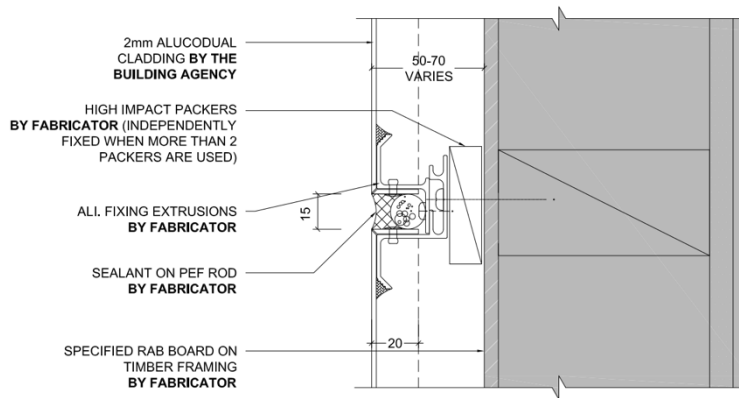 2mm ALUCODUAL
CLADDING BY THE
BUILDING AGENCY
50-70
VARIES
HIGH IMPACT PACKERS
BY FABRICATOR (INDEPENDENTLY
FIXED WHEN MORE THAN 2
PACKERS ARE USED)
ALI. FIXING EXTRUSIONS
BY FABRICATOR
15
SEALANT ON PEF ROD
BY FABRICATOR
20
SPECIFIED RAB BOARD ON
TIMBER FRAMING
BY FABRICATOR